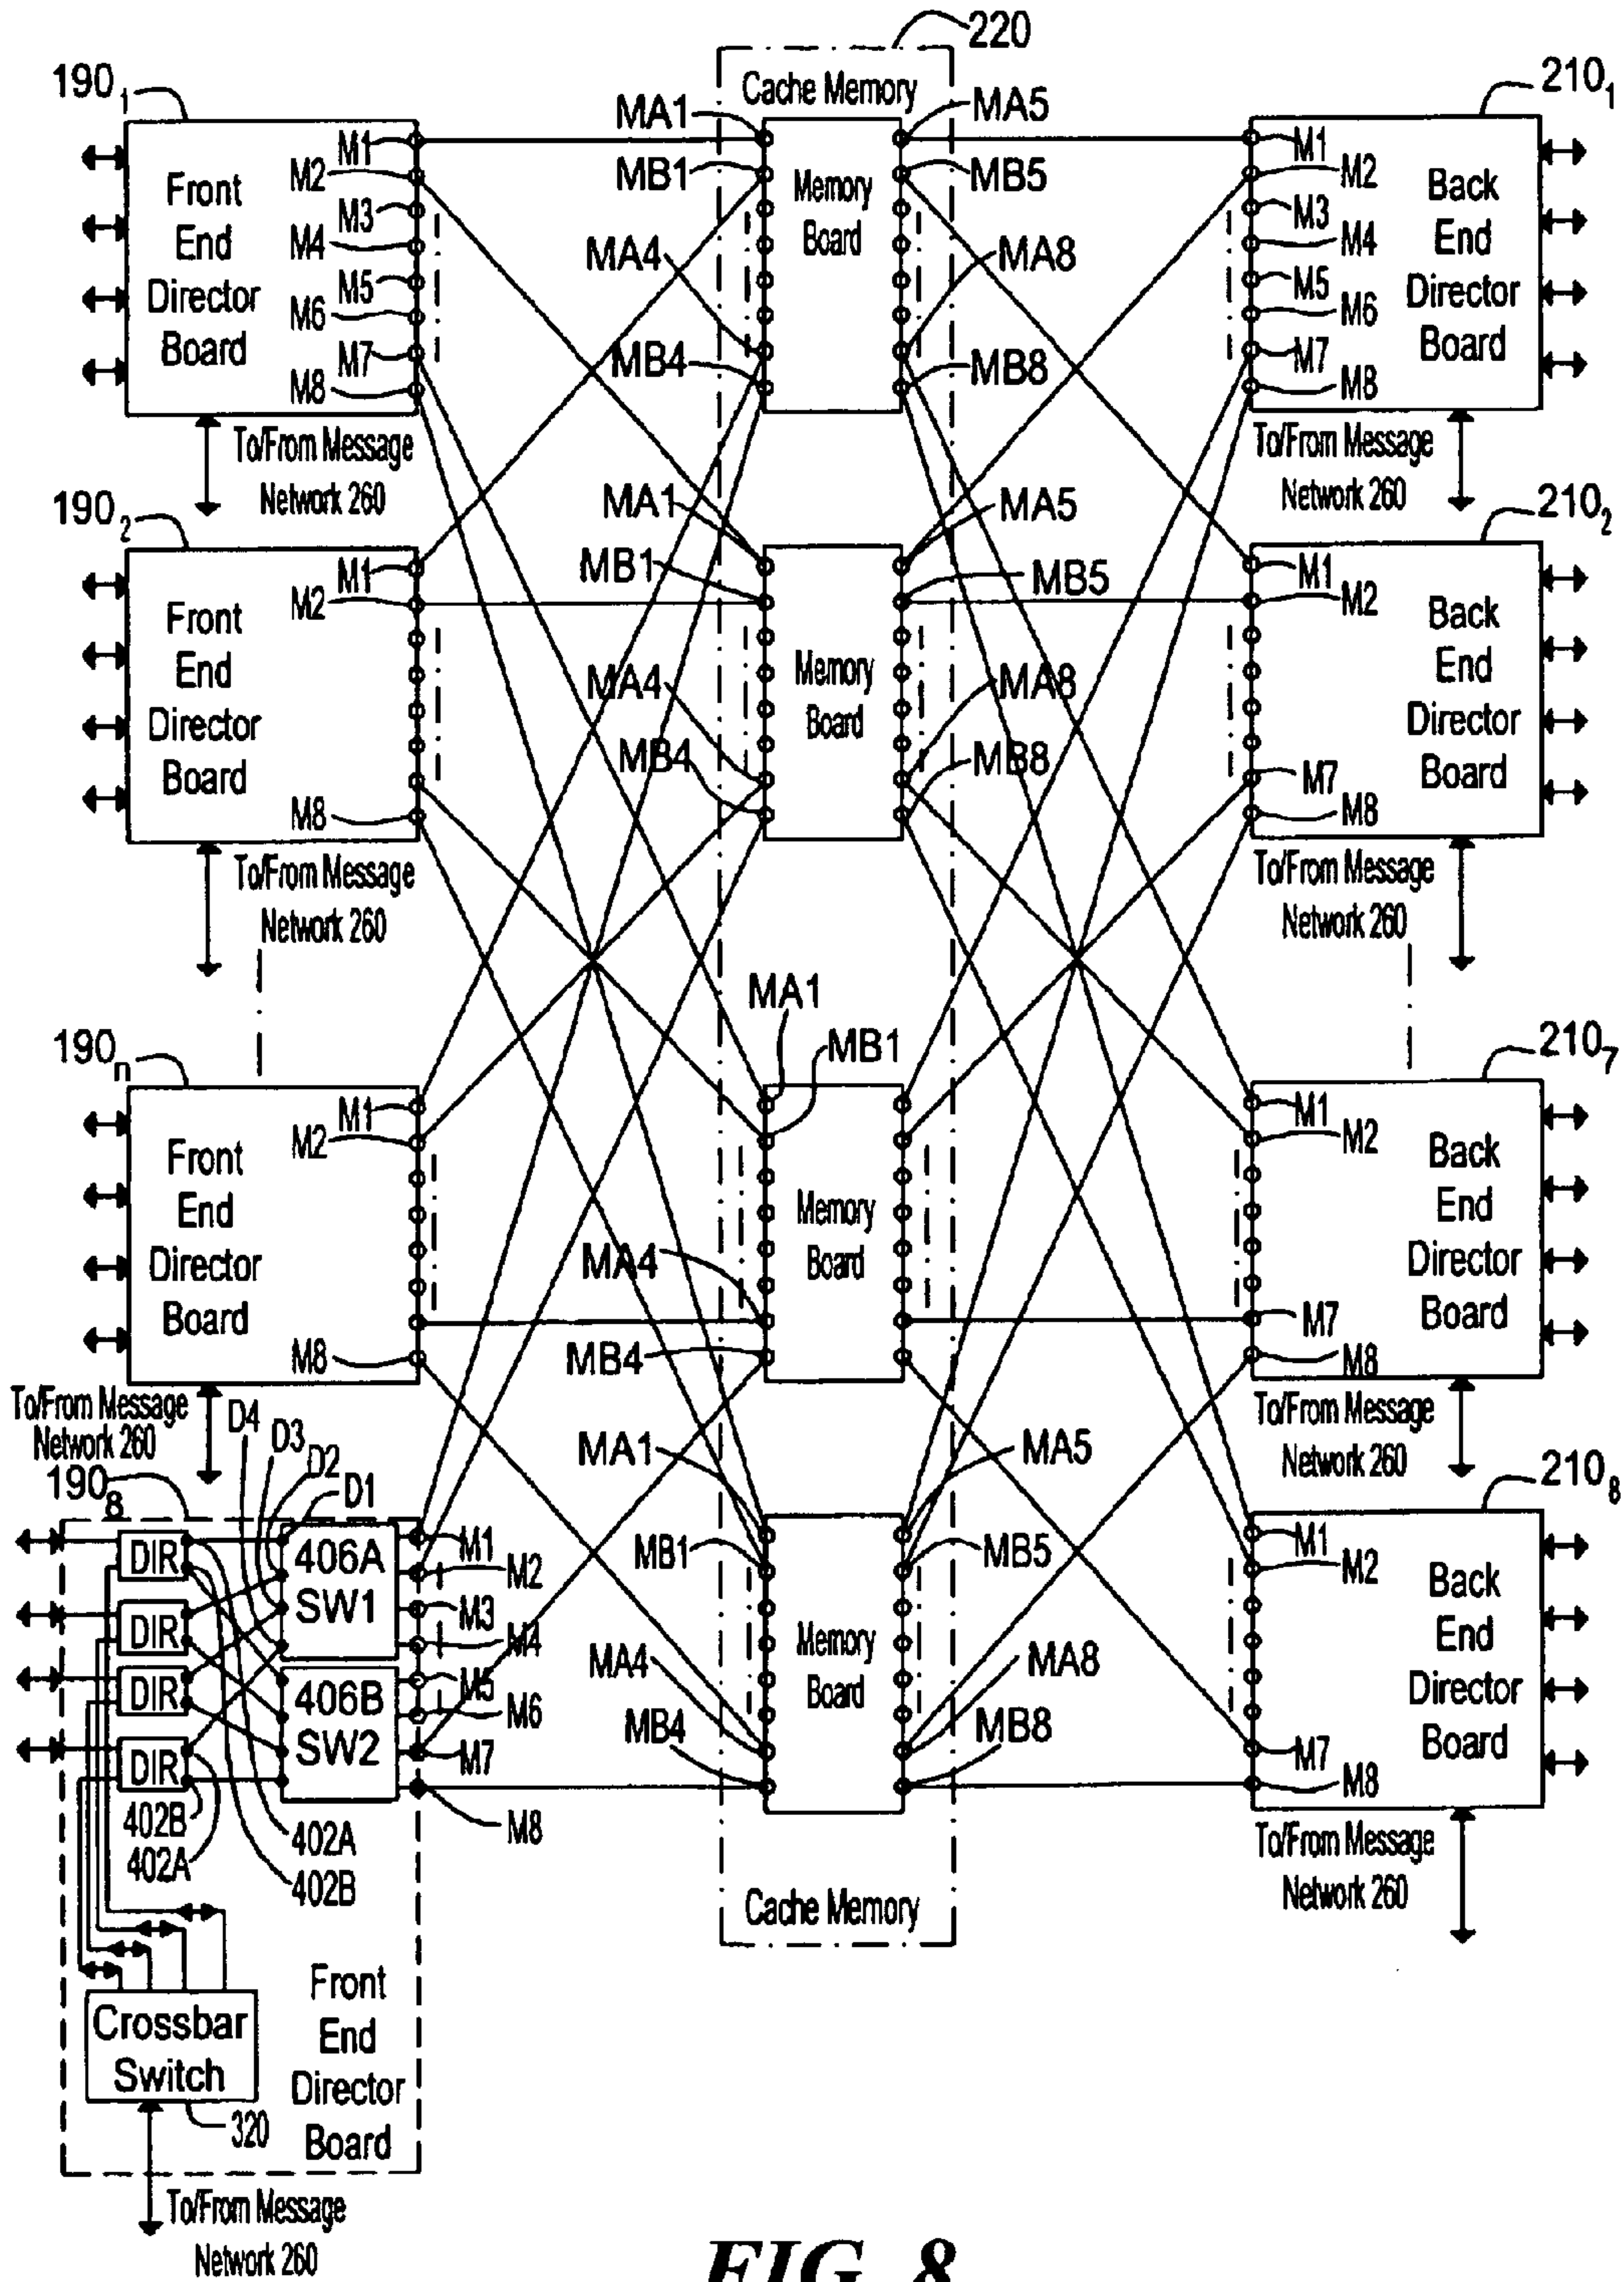 220
Cache Memory
190₁
Front
End
Director
Board
M1
M2
M3
M4
M5
M6
M7
M8
To/From Message
Network 260
MA1
MB1
MA4
MB4
Memory
Board
MA5
MB5
MA8
MB8
210₁
M1
M2
M3
M4
M5
M6
M7
M8
Back
End
Director
Board
To/From Message
Network 260
190₂
Front
End
Director
Board
M1
M2
M8
To/From Message
Network 260
MA1
MB1
MA4
MB4
Memory
Board
MA5
MB5
MA8
MB8
210₂
M1
M2
M7
M8
Back
End
Director
Board
To/From Message
Network 260
190n
Front
End
Director
Board
M1
M2
M8
To/From Message
Network 260
MA1
MB1
MA4
MB4
Memory
Board
210₇
M1
M2
M7
M8
Back
End
Director
Board
To/From Message
Network 260
190₈
D4
D3
D2
D1
DIR
DIR
DIR
DIR
406A
SW1
406B
SW2
M1
M2
M3
M4
M5
M6
M7
M8
402B
402A
402A
402B
Crossbar
Switch
320
Front
End
Director
Board
To/From Message
Network 260
MA1
MB1
MA4
MB4
Memory
Board
MA5
MB5
MA8
MB8
Cache Memory
210₈
M1
M2
M7
M8
Back
End
Director
Board
To/From Message
Network 260
FIG. 8